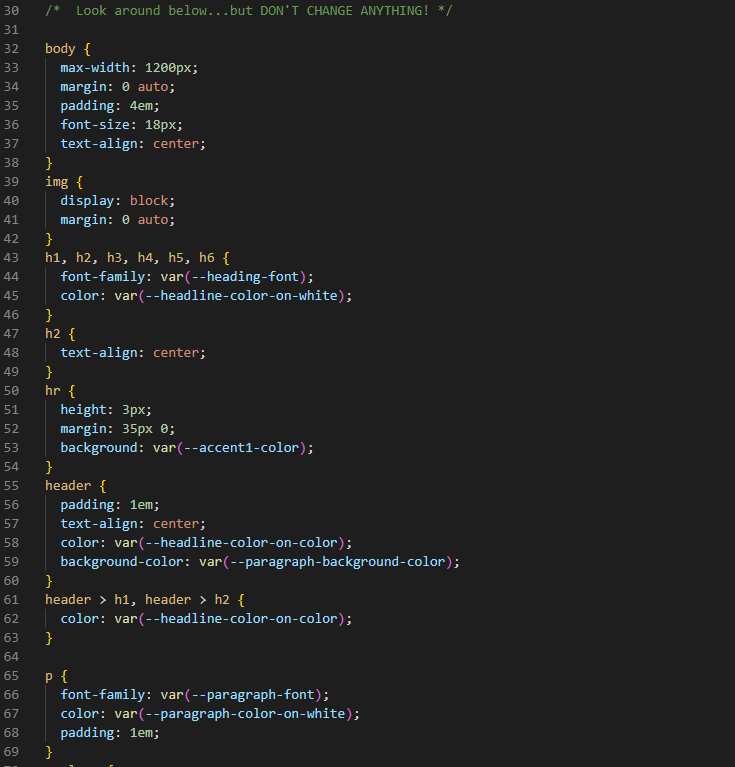 30 /*  Look around below...but DON'T CHANGE ANYTHING! */
31
32 body {
33   max-width: 1200px;
34   margin: 0 auto;
35   padding: 4em;
36   font-size: 18px;
37   text-align: center;
38 }
39 img {
40   display: block;
41   margin: 0 auto;
42 }
43 h1, h2, h3, h4, h5, h6 {
44   font-family: var(--heading-font);
45   color: var(--headline-color-on-white);
46 }
47 h2 {
48   text-align: center;
49 }
50 hr {
51   height: 3px;
52   margin: 35px 0;
53   background: var(--accent1-color);
54 }
55 header {
56   padding: 1em;
57   text-align: center;
58   color: var(--headline-color-on-color);
59   background-color: var(--paragraph-background-color);
60 }
61 header > h1, header > h2 {
62   color: var(--headline-color-on-color);
63 }
64
65 p {
66   font-family: var(--paragraph-font);
67   color: var(--paragraph-color-on-white);
68   padding: 1em;
69 }